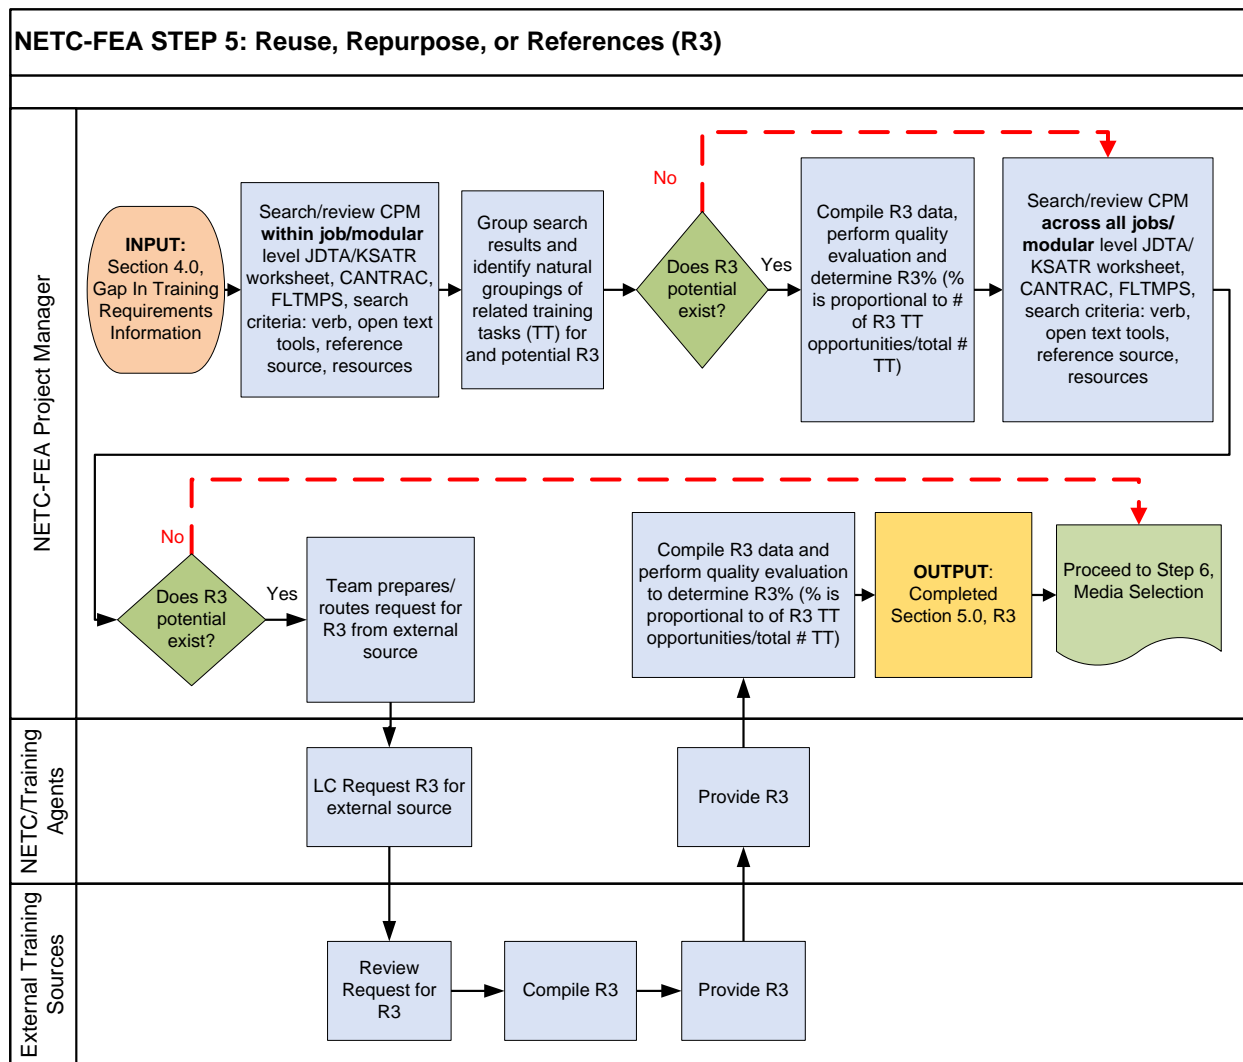 NETC-FEA STEP 5: Reuse, Repurpose, or References (R3)
NETC-FEA Project Manager
INPUT:
Section 4.0,
Gap In Training
Requirements
Information
Search/review CPM
within job/modular
level JDTA/KSATR
worksheet, CANTRAC,
FLTMPS, search
criteria: verb, open text
tools, reference
source, resources
Group search
results and
identify natural
groupings of
related training
tasks (TT) for
and potential R3
Does R3
potential
exist?
No
Yes
Compile R3 data,
perform quality
evaluation and
determine R3% (%
is proportional to #
of R3 TT
opportunities/total #
TT)
Search/review CPM
across all jobs/
modular level JDTA/
KSATR worksheet,
CANTRAC, FLTMPS,
search criteria: verb,
open text tools,
reference source,
resources
Does R3
potential
exist?
No
Yes
Team prepares/
routes request for
R3 from external
source
Compile R3 data and
perform quality evaluation
to determine R3% (% is
proportional to of R3 TT
opportunities/total # TT)
OUTPUT:
Completed
Section 5.0, R3
Proceed to Step 6,
Media Selection
NETC/Training
Agents
LC Request R3 for
external source
Provide R3
External Training
Sources
Review
Request for
R3
Compile R3
Provide R3